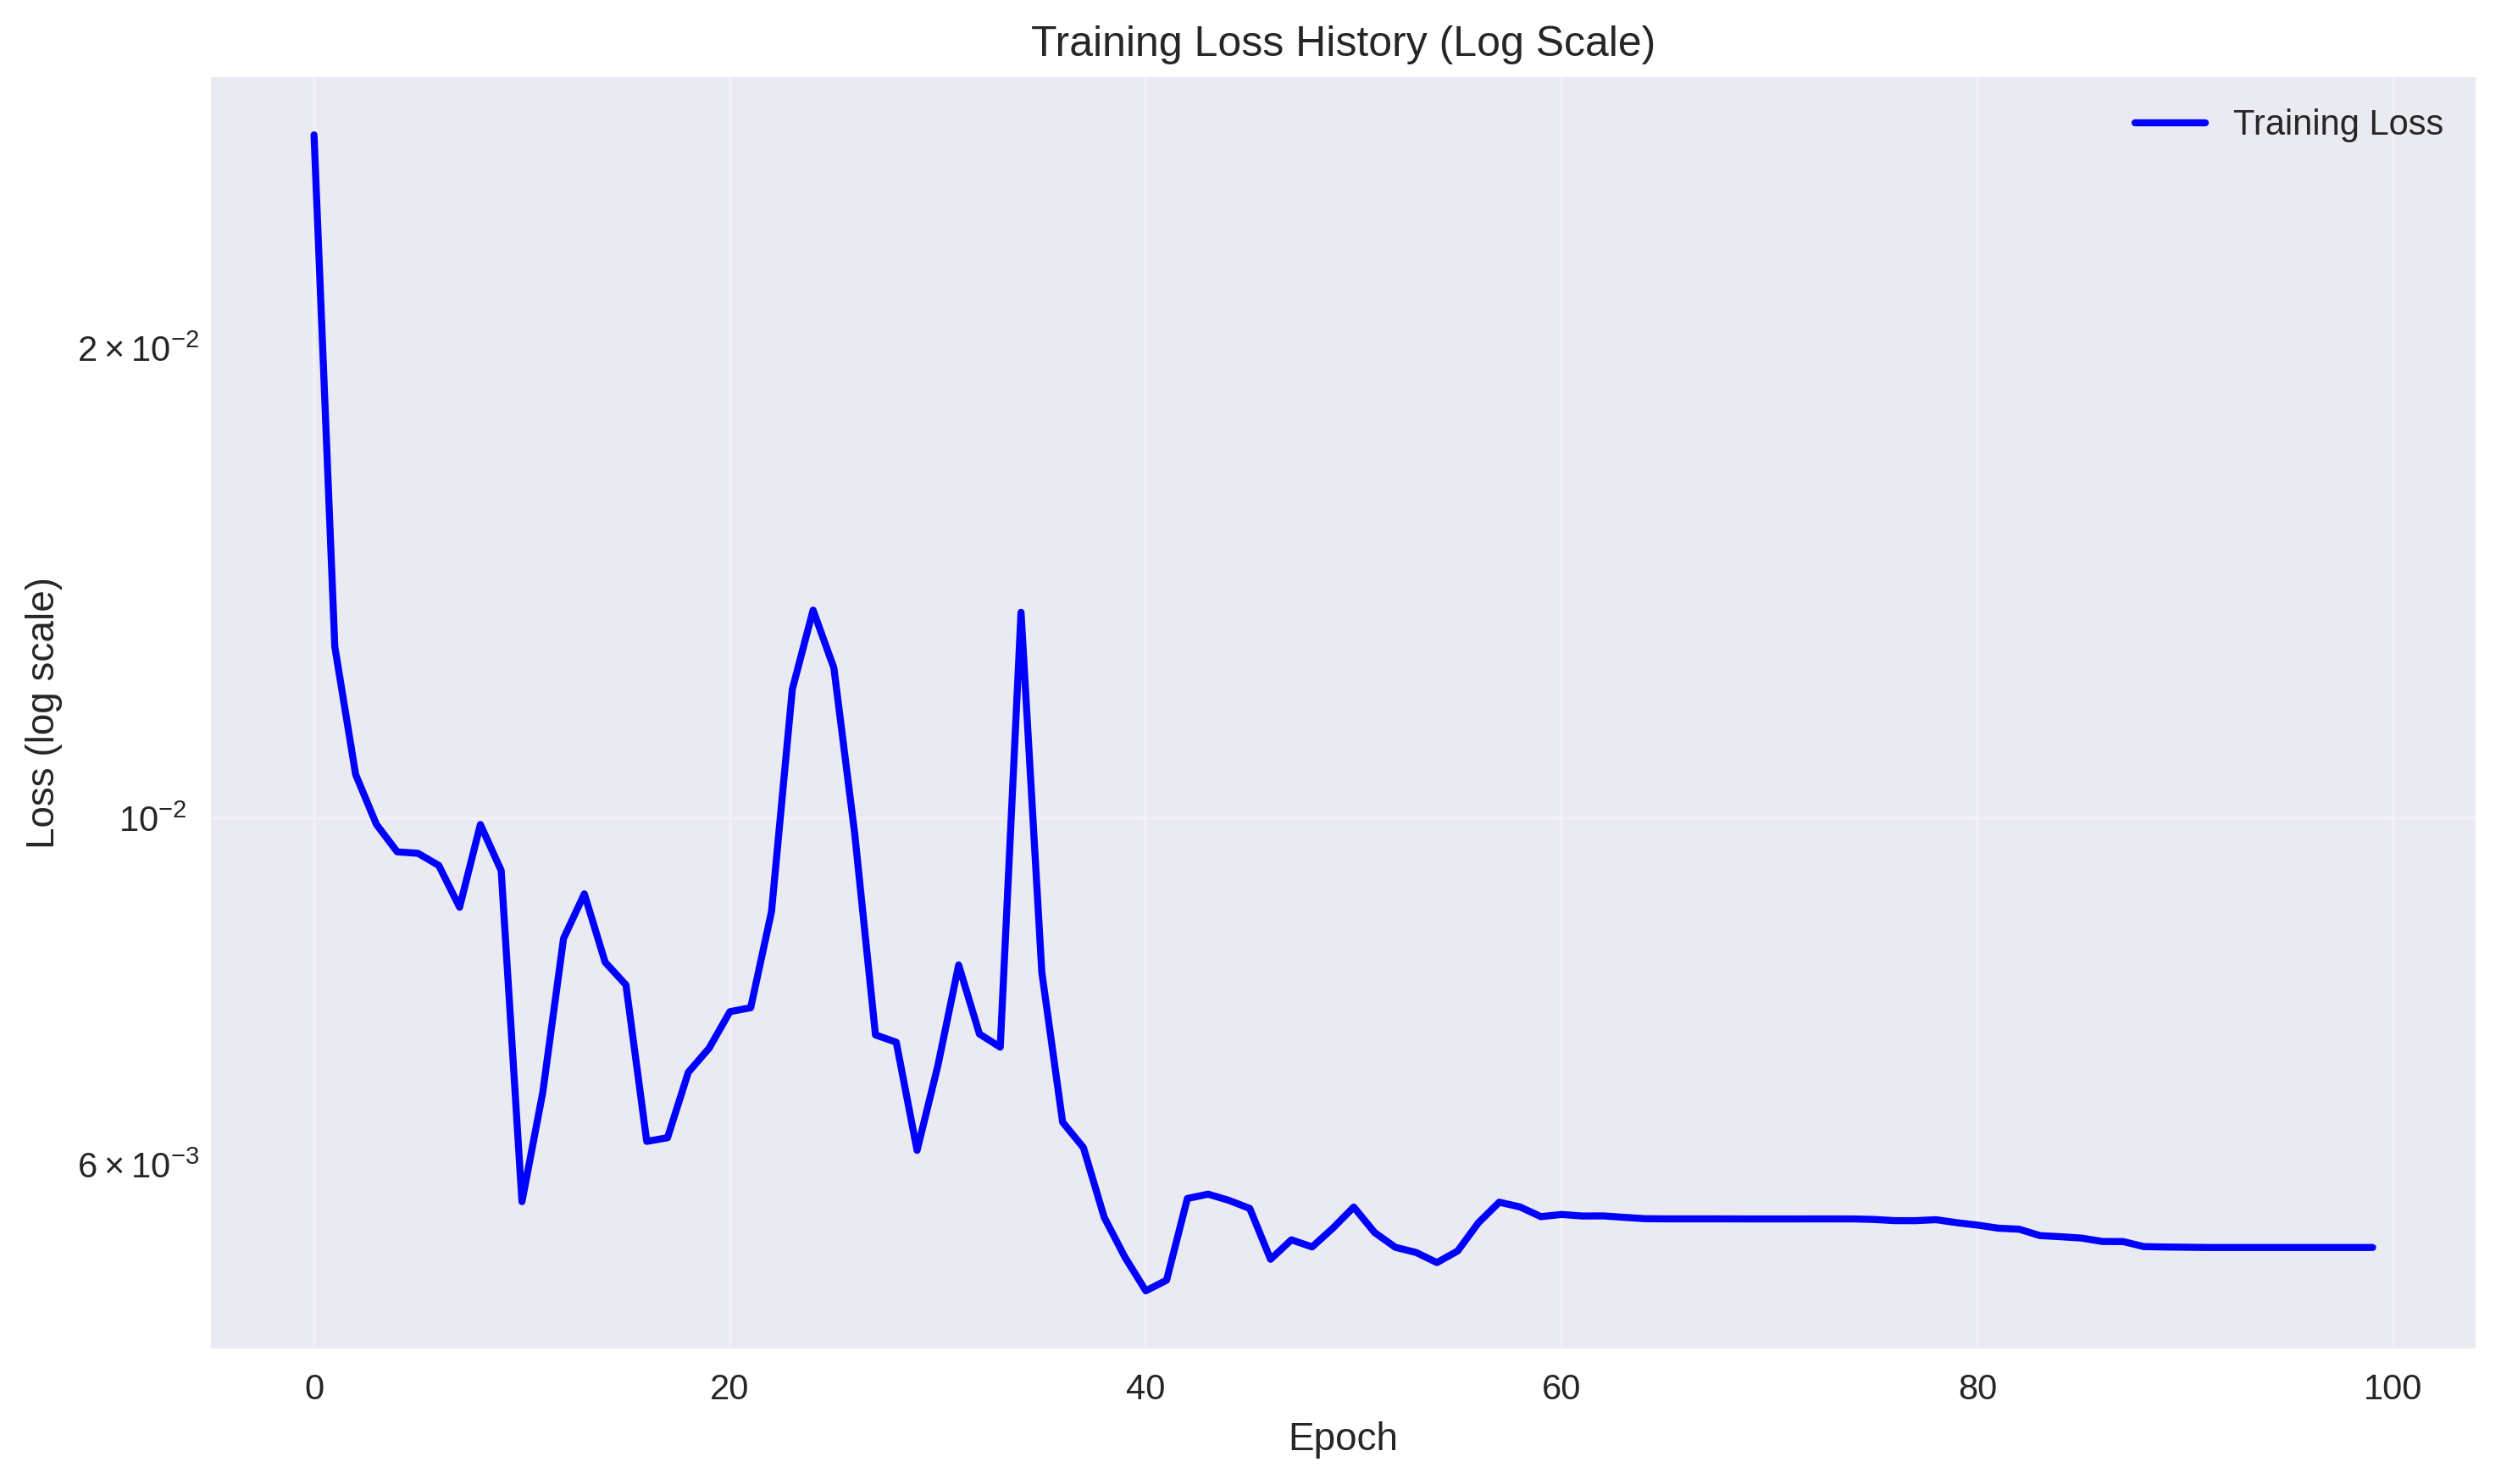 Training Loss History (Log Scale)
Training Loss
2 × 10⁻²
10⁻²
6 × 10⁻³
Loss (log scale)
0 20 40 60 80 100
Epoch